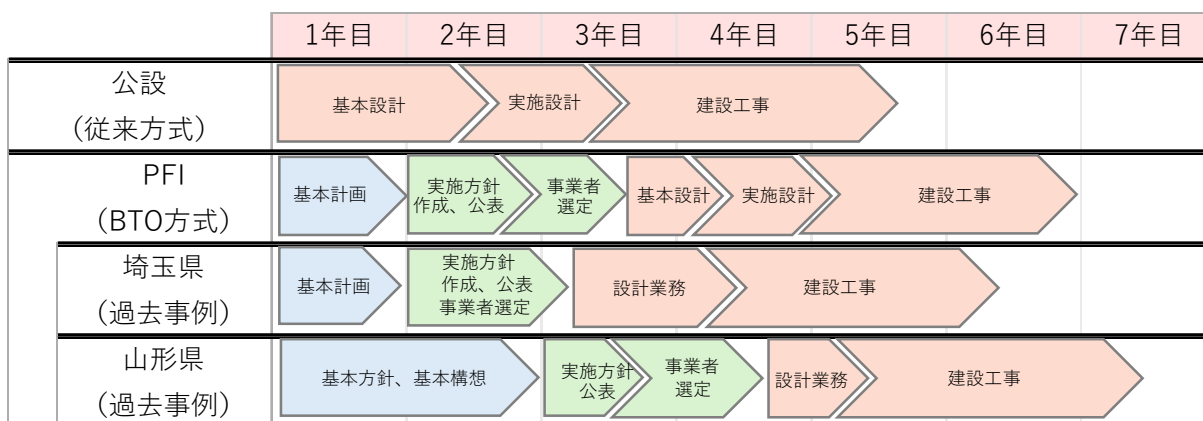 1年目 2年目 3年目 4年目 5年目 6年目 7年目
公設
（従来方式）
基本設計
実施設計
建設工事
PFI
（BTO方式）
基本計画
実施方針
作成、公表
事業者
選定
基本設計
実施設計
建設工事
埼玉県
（過去事例）
基本計画
実施方針
作成、公表
事業者選定
設計業務
建設工事
山形県
（過去事例）
基本方針、基本構想
実施方針
公表
事業者
選定
設計業務
建設工事